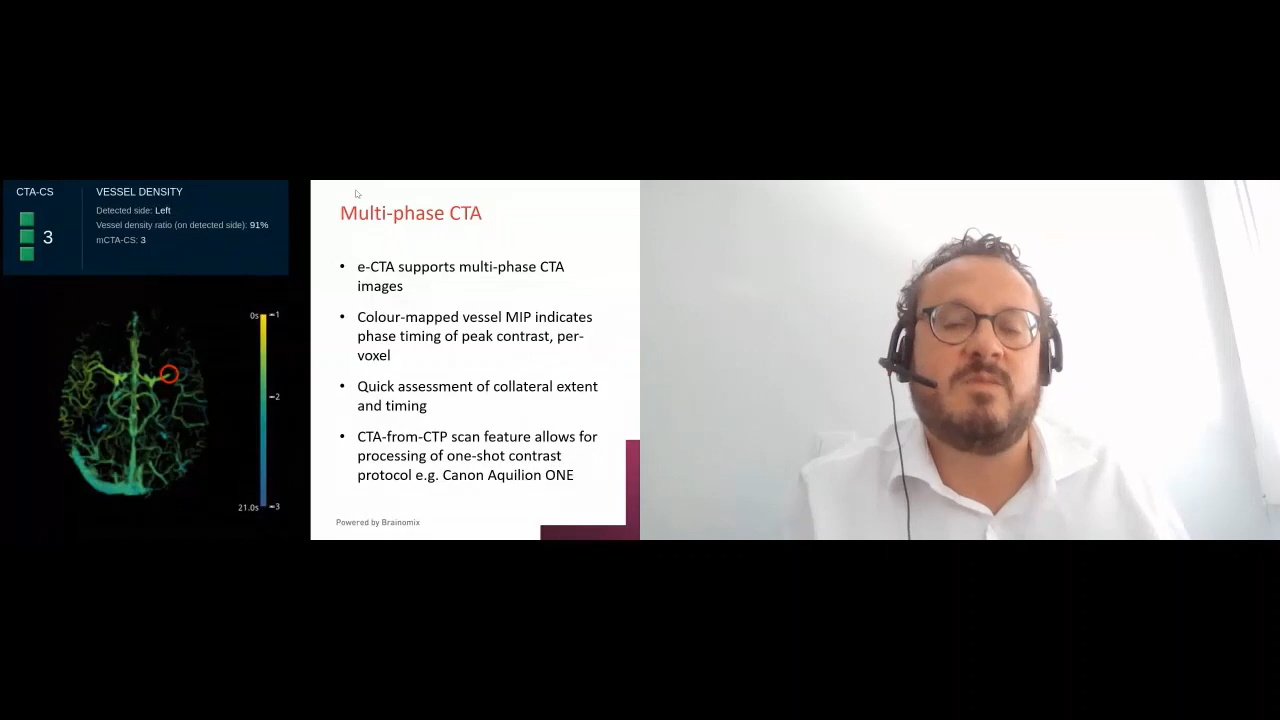 CTA-CS
3
VESSEL DENSITY
Detected side: Left
Vessel density ratio (on detected side): 91%
mCTA-CS: 3
0s
1
2
21.0s
3
Multi-phase CTA
• e-CTA supports multi-phase CTA
images
• Colour-mapped vessel MIP indicates
phase timing of peak contrast, per-
voxel
• Quick assessment of collateral extent
and timing
• CTA-from-CTP scan feature allows for
processing of one-shot contrast
protocol e.g. Canon Aquilion ONE
Powered by Brainomix